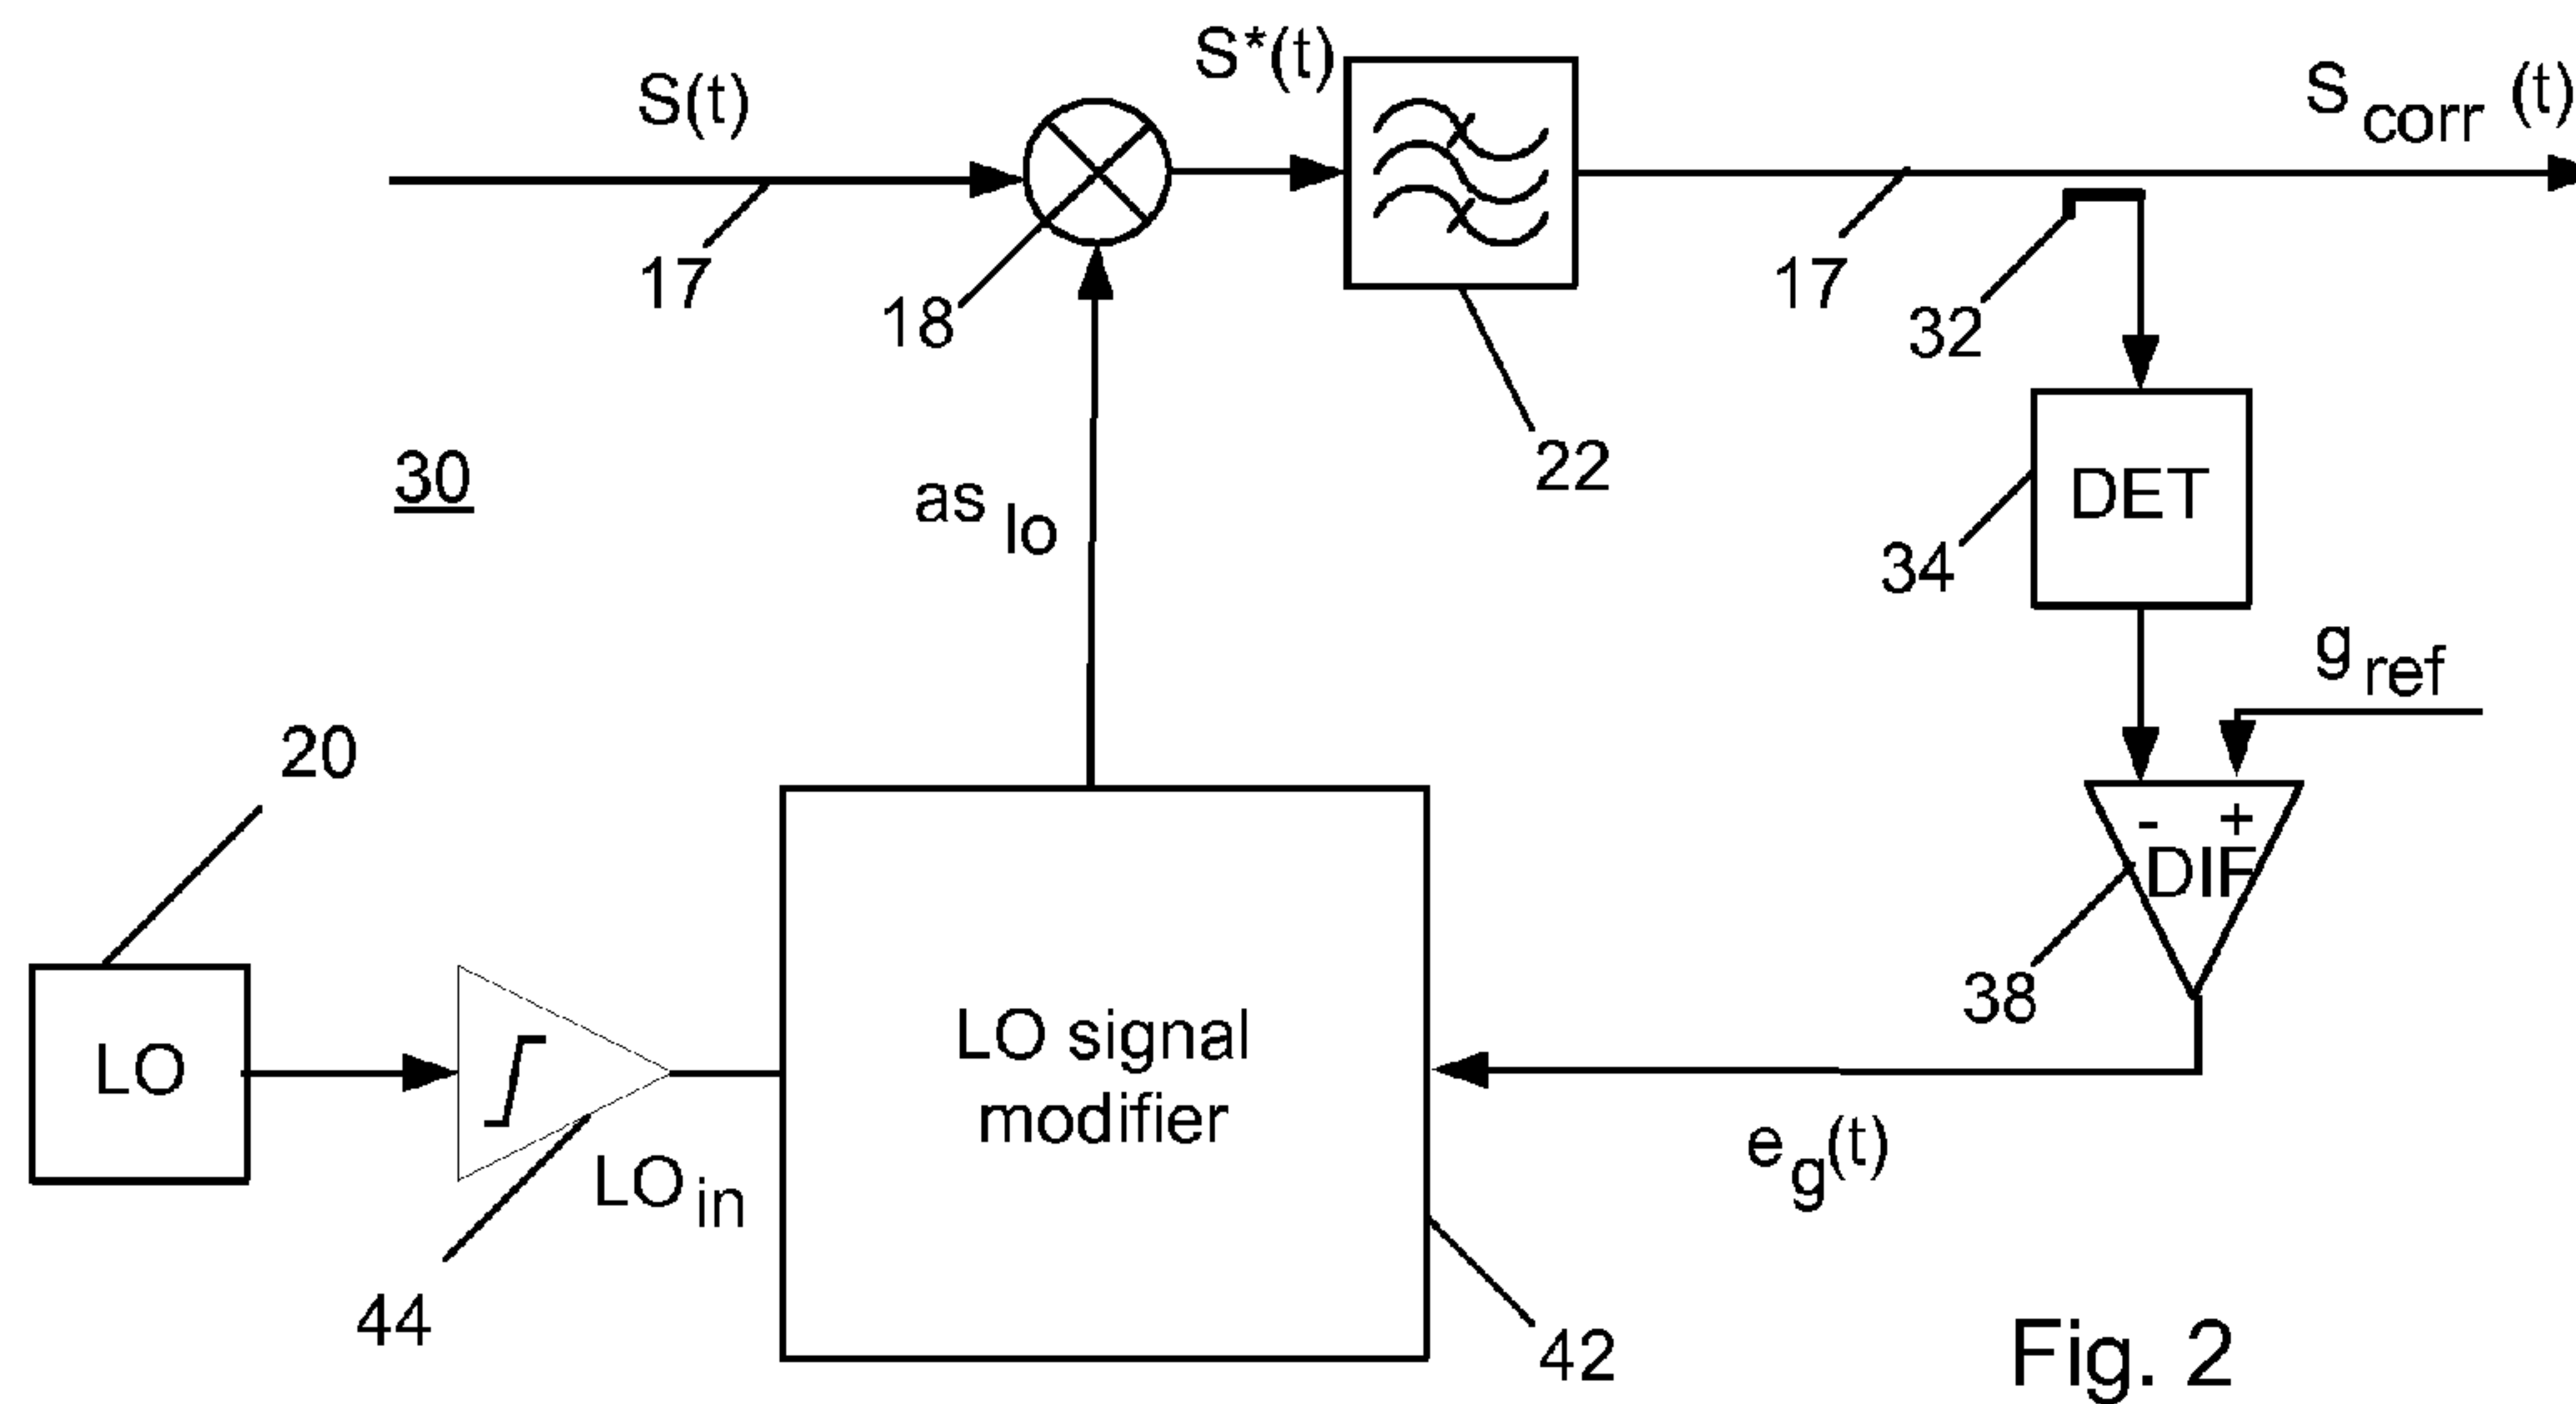 S(t)
S*(t)
S corr (t)
17
18
17
32
22
30
as lo
DET
34
g ref
20
- +
DIF
38
LO
LO signal
modifier
LO in
e g(t)
44
42
Fig. 2